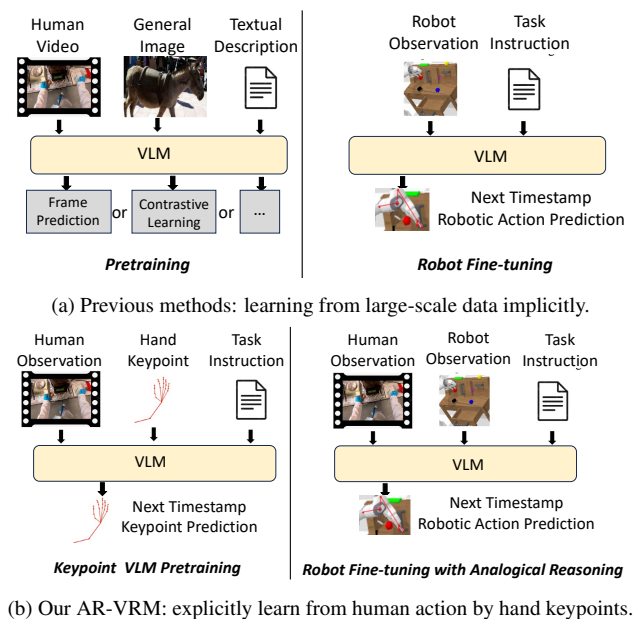 Human Video
General Image
Textual Description
VLM
Frame Prediction
or
Contrastive Learning
or
...
Pretraining
Robot Observation
Task Instruction
VLM
Next Timestamp
Robotic Action Prediction
Robot Fine-tuning
(a) Previous methods: learning from large-scale data implicitly.
Human Observation
Hand Keypoint
Task Instruction
VLM
Next Timestamp
Keypoint Prediction
Keypoint VLM Pretraining
Human Observation
Robot Observation
Task Instruction
VLM
Next Timestamp
Robotic Action Prediction
Robot Fine-tuning with Analogical Reasoning
(b) Our AR-VRM: explicitly learn from human action by hand keypoints.